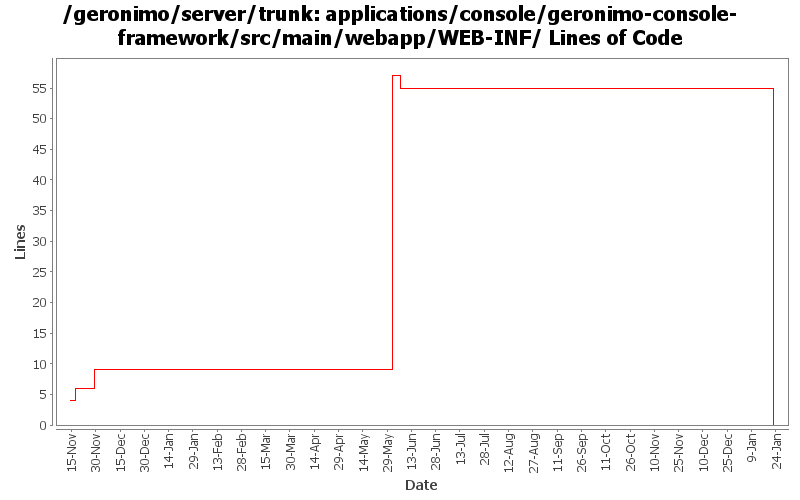 /geronimo/server/trunk: applications/console/geronimo-console-
framework/src/main/webapp/WEB-INF/ Lines of Code
Lines
55
50
45
40
35
30
25
20
15
10
5
0
15-Nov
30-Nov
15-Dec
30-Dec
14-Jan
29-Jan
13-Feb
28-Feb
15-Mar
30-Mar
14-Apr
29-Apr
14-May
29-May
13-Jun
28-Jun
13-Jul
28-Jul
12-Aug
27-Aug
11-Sep
26-Sep
11-Oct
26-Oct
10-Nov
25-Nov
10-Dec
25-Dec
9-Jan
24-Jan
Date